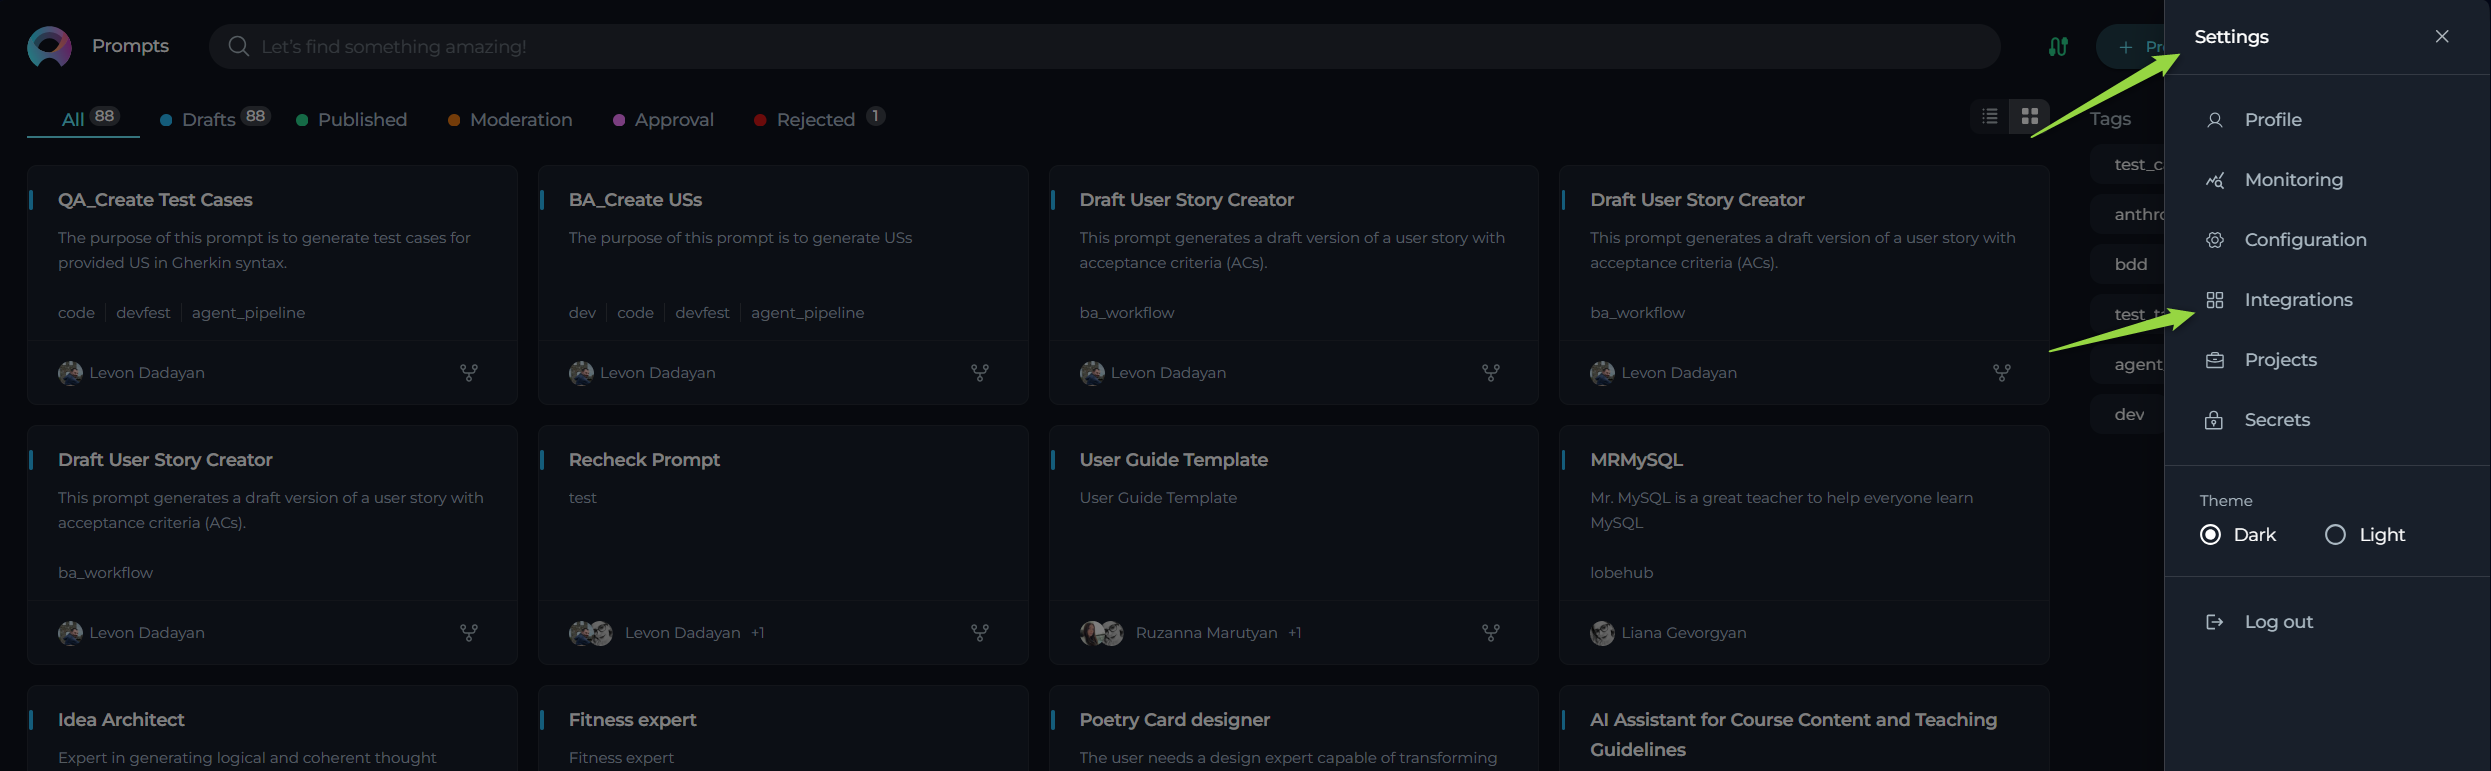 Prompts
Let's find something amazing!
Settings
All 88
Drafts 88
Published
Moderation
Approval
Rejected 1
Tags
QA_Create Test Cases
The purpose of this prompt is to generate test cases for
provided US in Gherkin syntax.
code
devfest
agent_pipeline
Levon Dadayan
BA_Create USs
The purpose of this prompt is to generate USs
dev
code
devfest
agent_pipeline
Levon Dadayan
Draft User Story Creator
This prompt generates a draft version of a user story with
acceptance criteria (ACs).
ba_workflow
Levon Dadayan
Draft User Story Creator
This prompt generates a draft version of a user story with
acceptance criteria (ACs).
ba_workflow
Levon Dadayan
bdd
dev
Draft User Story Creator
This prompt generates a draft version of a user story with
acceptance criteria (ACs).
ba_workflow
Levon Dadayan
Recheck Prompt
test
Levon Dadayan +1
User Guide Template
User Guide Template
Ruzanna Marutyan +1
MRMySQL
Mr. MySQL is a great teacher to help everyone learn
MySQL
lobehub
Liana Gevorgyan
Idea Architect
Expert in generating logical and coherent thought
Fitness expert
Fitness expert
Poetry Card designer
The user needs a design expert capable of transforming
AI Assistant for Course Content and Teaching
Guidelines
Profile
Monitoring
Configuration
Integrations
Projects
Secrets
Theme
Dark
Light
Log out